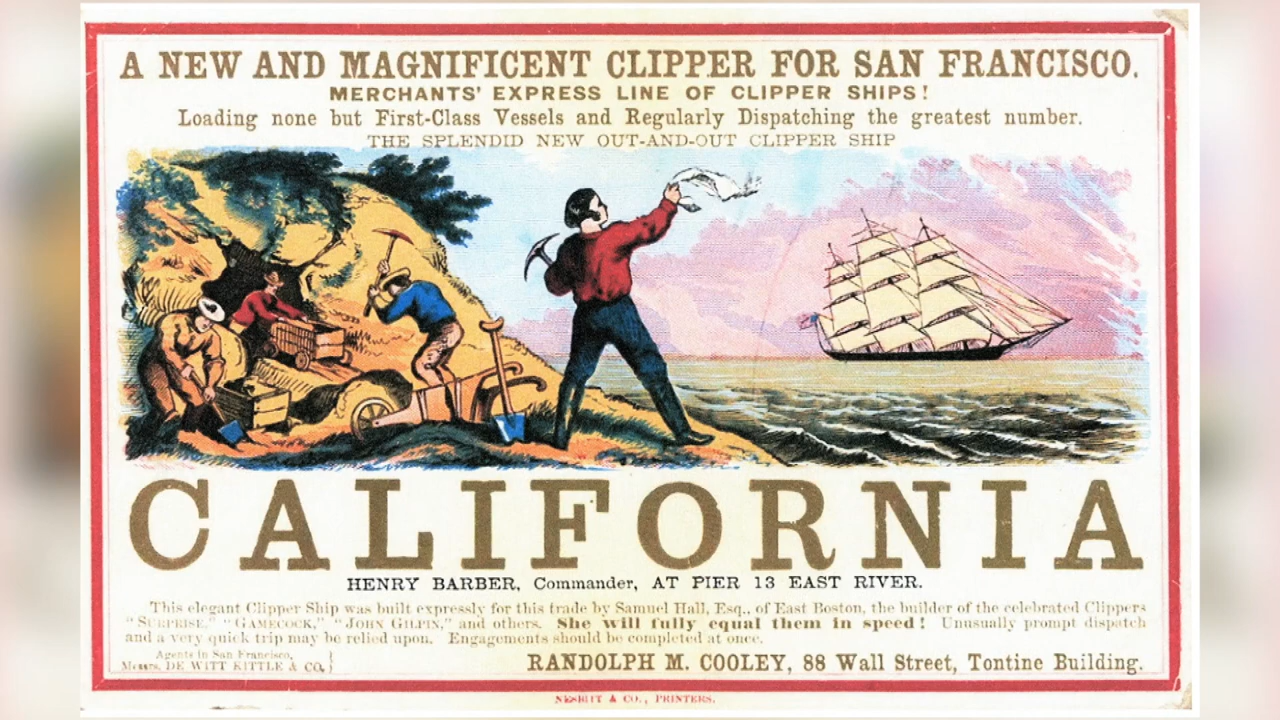 A NEW AND MAGNIFICENT CLIPPER FOR SAN FRANCISCO.
MERCHANTS' EXPRESS LINE OF CLIPPER SHIPS!
Loading none but First-Class Vessels and Regularly Dispatching the greatest number.
THE SPLENDID NEW OUT-AND-OUT CLIPPER SHIP
CALIFORNIA
HENRY BARBER, Commander, AT PIER 13 EAST RIVER.
This elegant Clipper Ship was built expressly for this trade by Samuel Hall, Esq., of East Boston, the builder of the celebrated Clippers
"SURPRISE," "GAMECOCK," "JOHN GILPIN," and others. She will fully equal them in speed! Unusually prompt dispatch
and a very quick trip may be relied upon. Engagements should be completed at once.
Agents in San Francisco,
Messrs. DE WITT KITTLE & CO.
RANDOLPH M. COOLEY, 88 Wall Street, Tontine Building.
NESBITT & CO., PRINTERS.